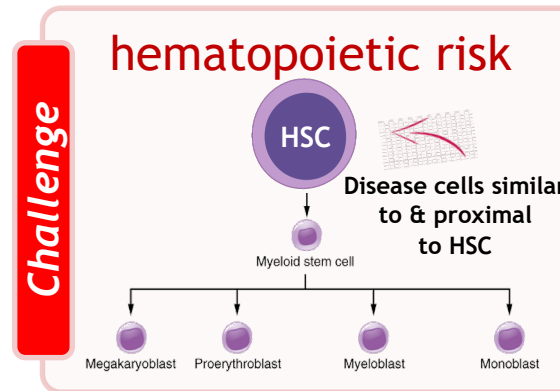 Challenge
hematopoietic risk
HSC
Disease cells similar
to & proximal
to HSC
Myeloid stem cell
Megakaryoblast
Proerythroblast
Myeloblast
Monoblast